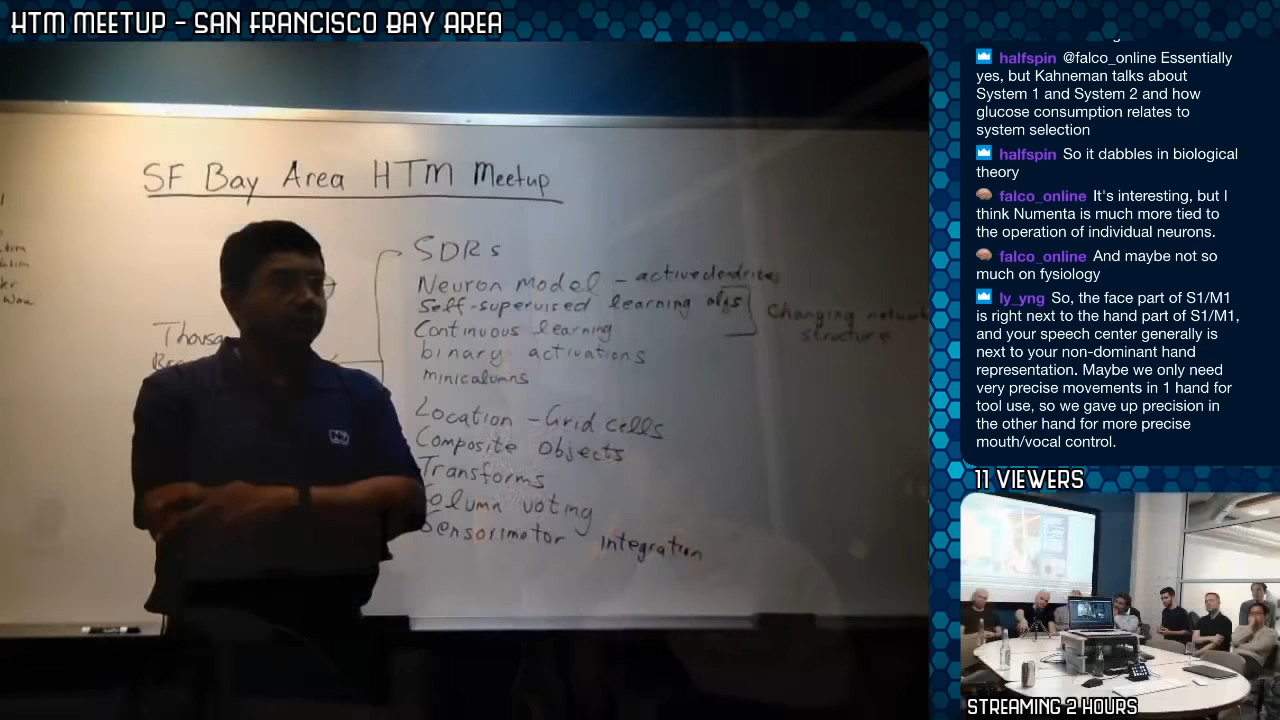 HTM MEETUP - SAN FRANCISCO BAY AREA
SF Bay Area HTM Meetup
SDRs
Neuron model - active dendrites
Self-supervised learning algs
Changing network
structure
Continuous learning
binary activations
minicalumns
Location - Grid cells
Composite Objects
Transforms
Column voting
Sensorimotor integration
halfspin @falco_online Essentially
yes, but Kahneman talks about
System 1 and System 2 and how
glucose consumption relates to
system selection
halfspin So it dabbles in biological
theory
falco_online It's interesting, but I
think Numenta is much more tied to
the operation of individual neurons.
falco_online And maybe not so
much on fysiology
ly_yng So, the face part of S1/M1
is right next to the hand part of S1/M1,
and your speech center generally is
next to your non-dominant hand
representation. Maybe we only need
very precise movements in 1 hand for
tool use, so we gave up precision in
the other hand for more precise
mouth/vocal control.
11 VIEWERS
STREAMING 2 HOURS